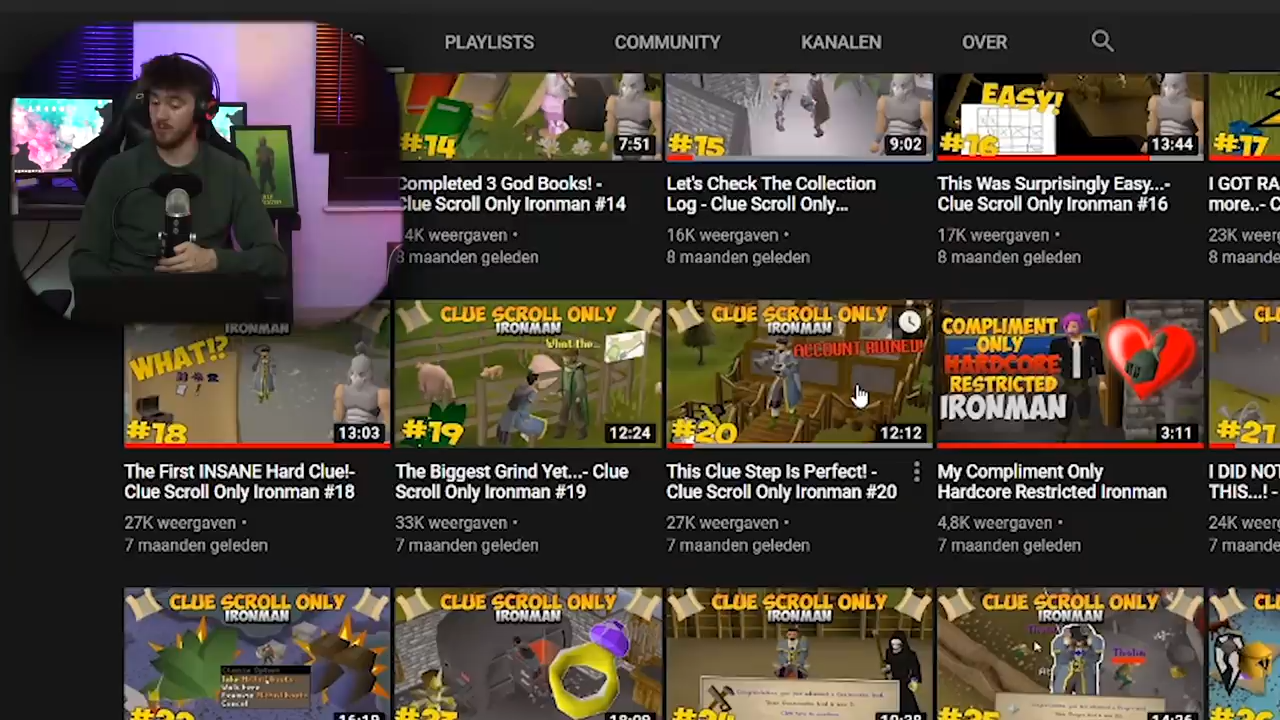 PLAYLISTS
COMMUNITY
KANALEN
OVER
#14
7:51
#15
9:02
EASY!
#16
13:44
#17
Completed 3 God Books! -
Clue Scroll Only Ironman #14
4K weergaven •
8 maanden geleden
Let's Check The Collection
Log - Clue Scroll Only...
16K weergaven •
8 maanden geleden
This Was Surprisingly Easy...-
Clue Scroll Only Ironman #16
17K weergaven •
8 maanden geleden
I GOT RA
more..- C
23K weer
8 maande
IRONMAN
WHAT!?
#18
13:03
CLUE SCROLL ONLY
IRONMAN
What the...
#19
12:24
CLUE SCROLL ONLY
IRONMAN
ACCOUNT RUINED!
#20
12:12
COMPLIMENT
ONLY
HARDCORE
RESTRICTED
IRONMAN
3:11
#21
The First INSANE Hard Clue!-
Clue Scroll Only Ironman #18
27K weergaven •
7 maanden geleden
The Biggest Grind Yet...- Clue
Scroll Only Ironman #19
33K weergaven •
7 maanden geleden
This Clue Step Is Perfect! -
Clue Scroll Only Ironman #20
27K weergaven •
7 maanden geleden
My Compliment Only
Hardcore Restricted Ironman
4,8K weergaven •
7 maanden geleden
I DID NOT
THIS...! -
24K weer
7 maande
CLUE SCROLL ONLY
IRONMAN
CLUE SCROLL ONLY
IRONMAN
CLUE SCROLL ONLY
IRONMAN
CLUE SCROLL ONLY
IRONMAN